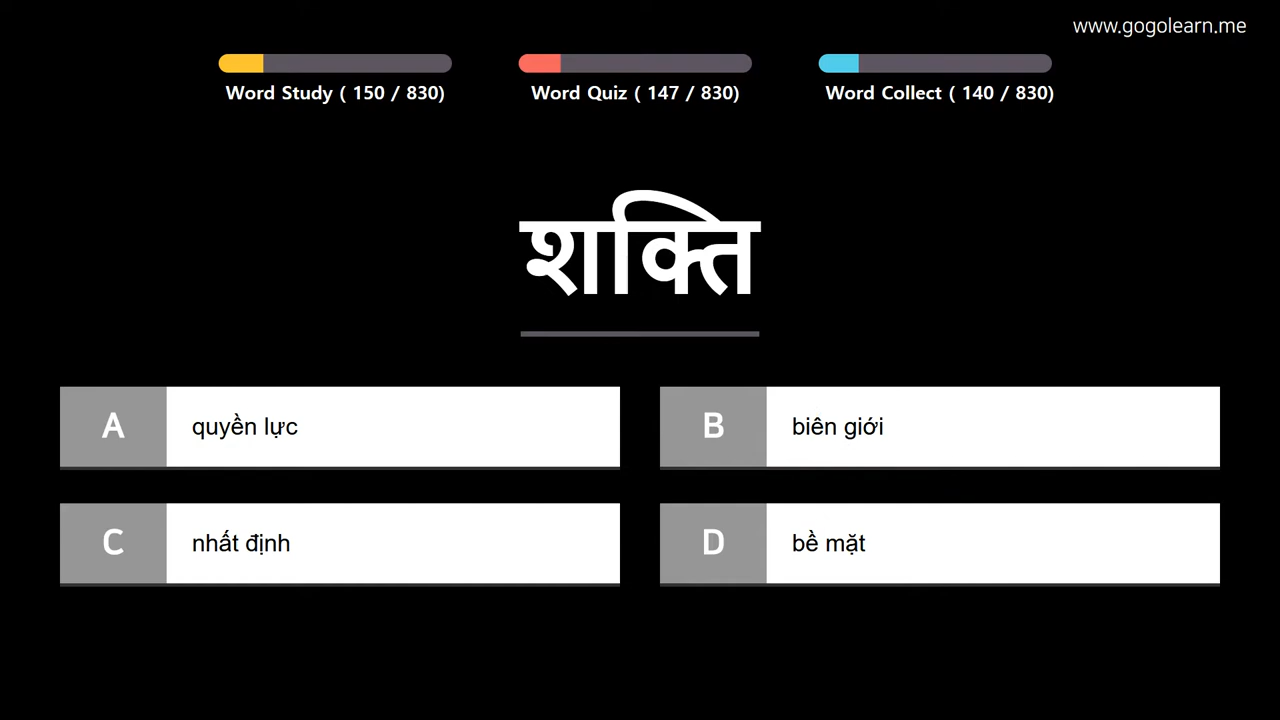 www.gogolearn.me
Word Study ( 150 / 830)
Word Quiz ( 147 / 830)
Word Collect ( 140 / 830)
शक्ति
A quyền lực
B biên giới
C nhất định
D bề mặt